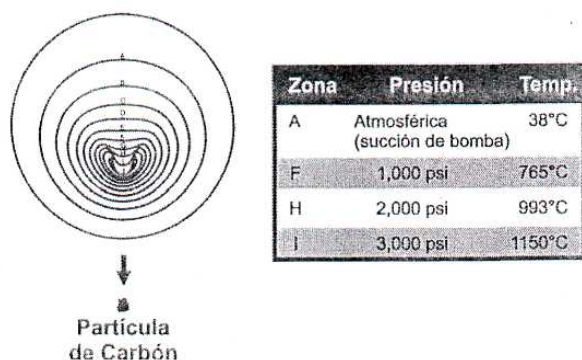 A
B
C
D
Partícula
de Carbón
Zona Presión Temp.
A Atmosférica 38°C
(succión de bomba)
F 1,000 psi 765°C
H 2,000 psi 993°C
I 3,000 psi 1150°C